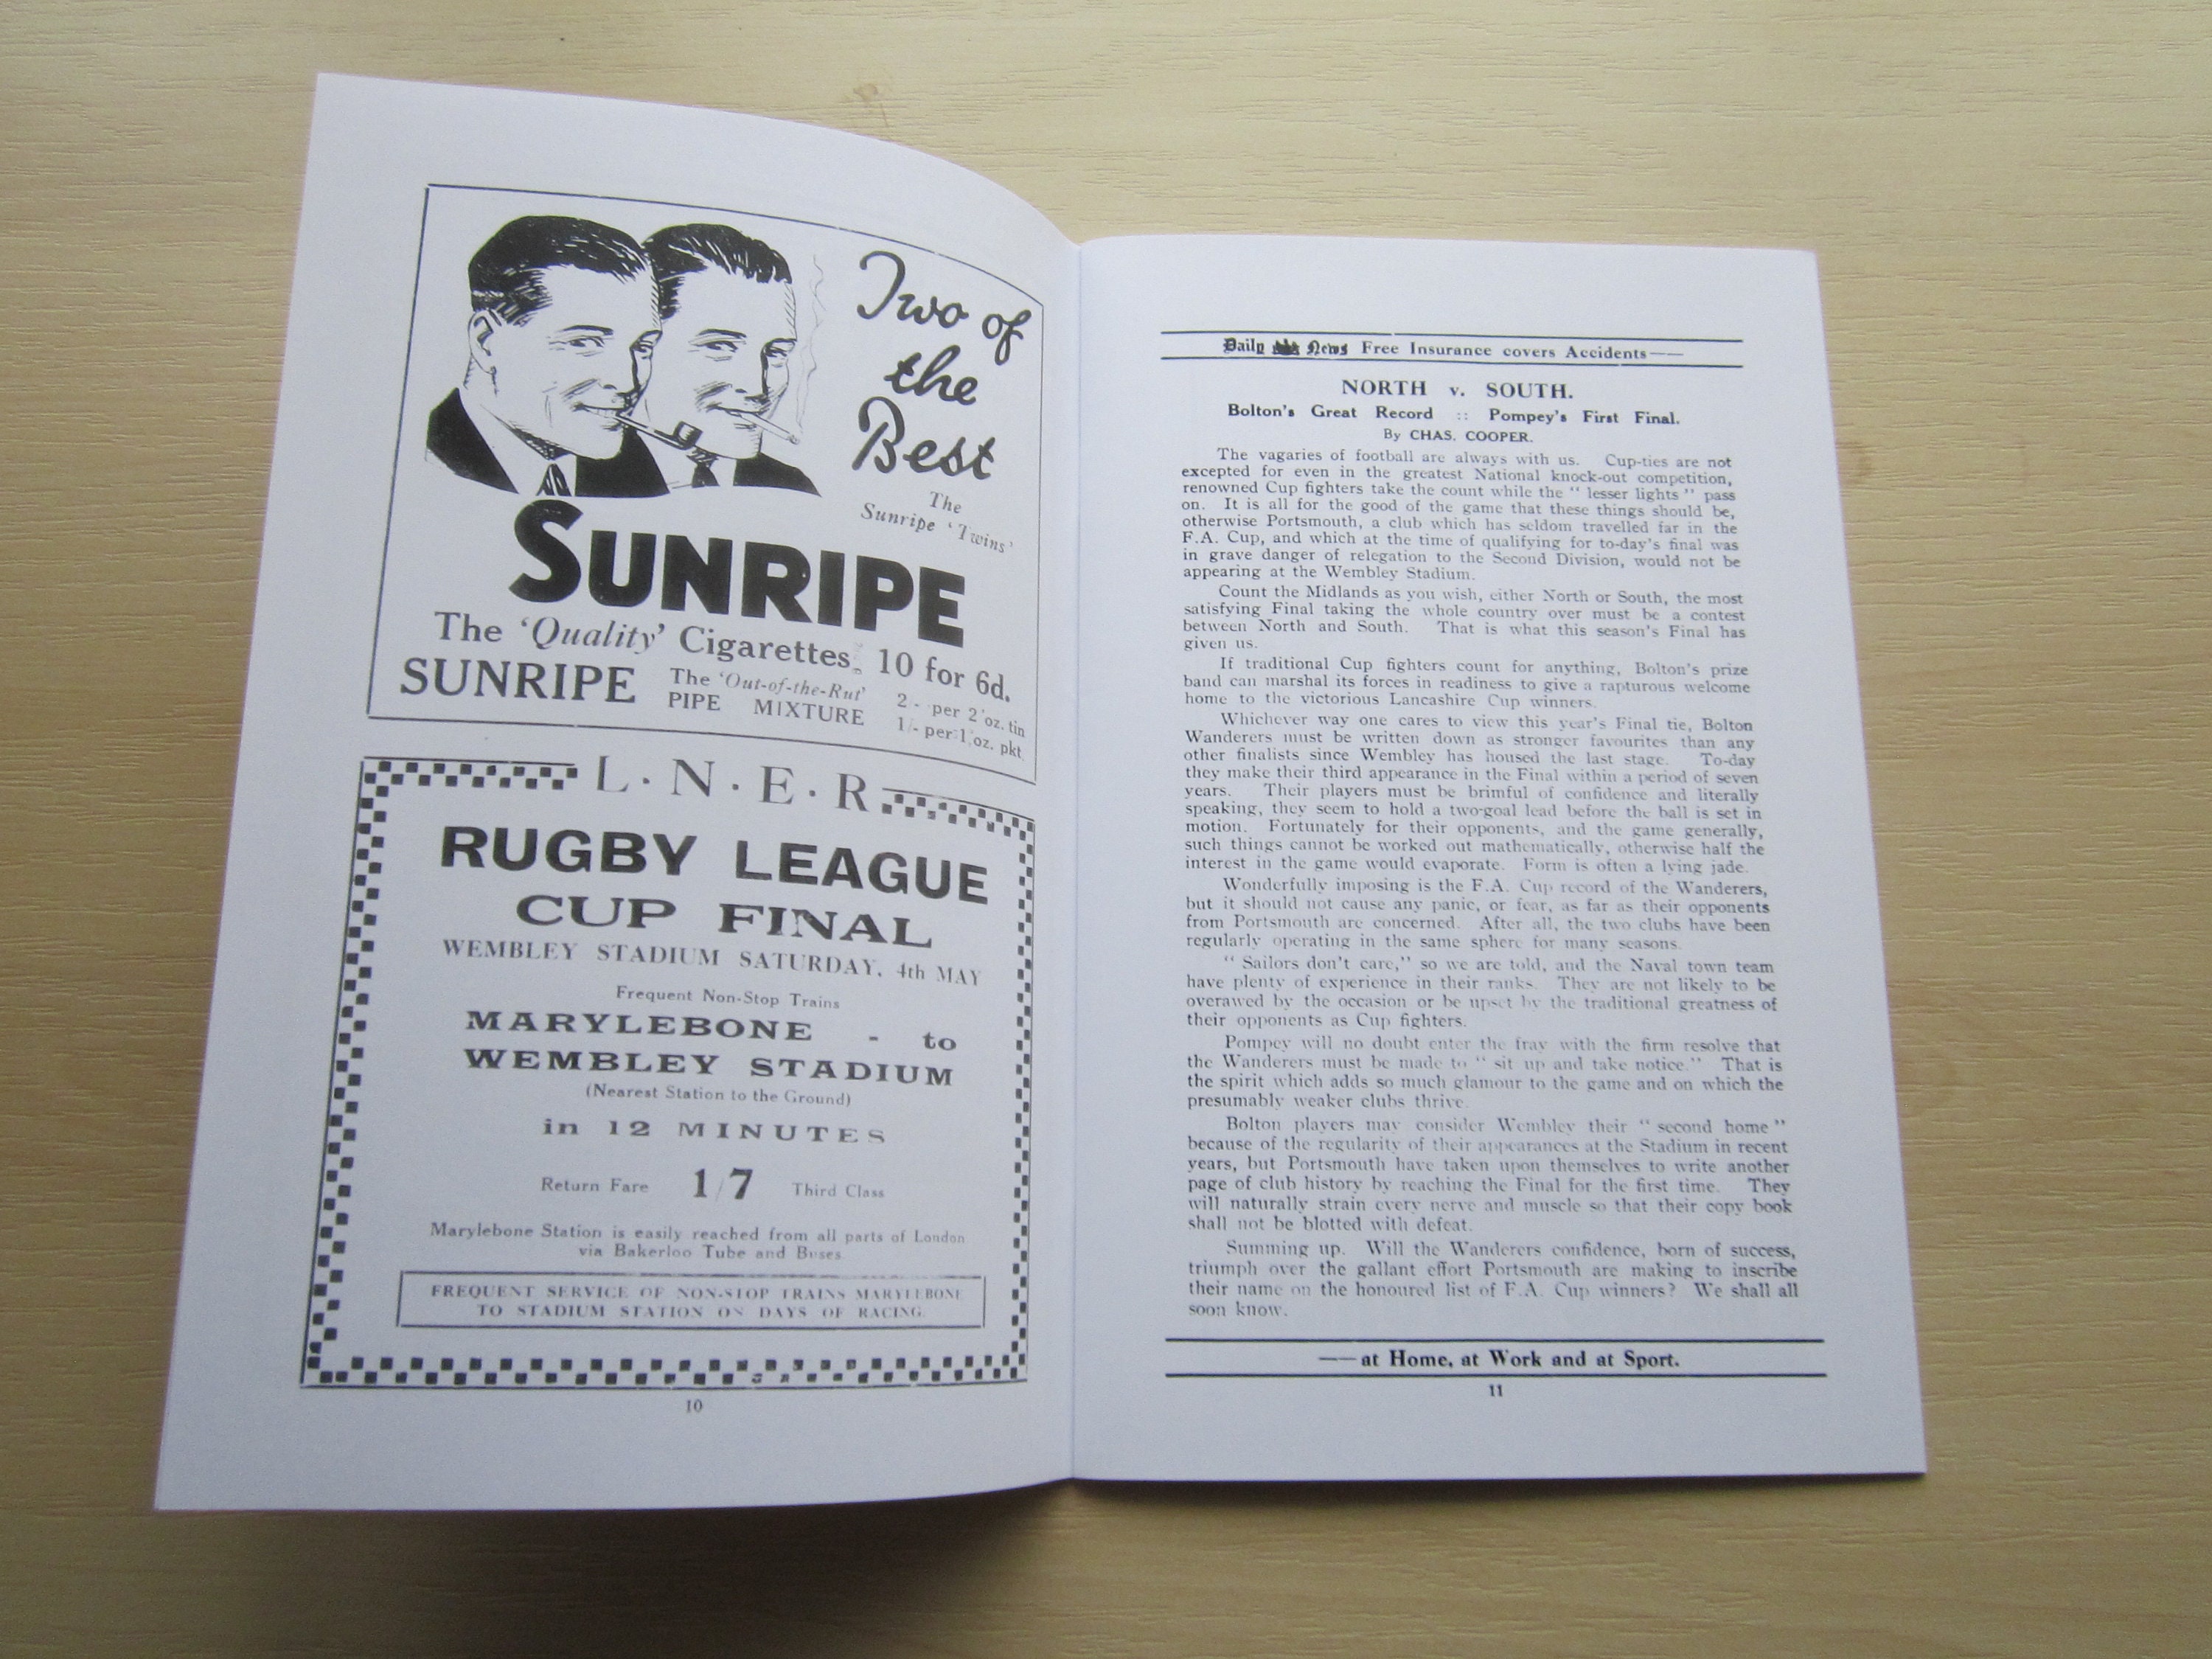 Two of
the
Best
The
Sunripe 'Twins'
SUNRIPE
The 'Quality' Cigarettes, 10 for 6d.
SUNRIPE The 'Out-of-the-Rut' PIPE MIXTURE
2/- per 2 oz. tin
1/- per 1 oz. pkt
L·N·E·R
RUGBY LEAGUE
CUP FINAL
WEMBLEY STADIUM SATURDAY, 4th MAY
Frequent Non-Stop Trains
MARYLEBONE - to
WEMBLEY STADIUM
(Nearest Station to the Ground)
in 12 MINUTES
Return Fare 1/7 Third Class
Marylebone Station is easily reached from all parts of London
via Bakerloo Tube and Buses
FREQUENT SERVICE OF NON-STOP TRAINS MARYLEBONE
TO STADIUM STATION ON DAYS OF RACING.
10
Daily News Free Insurance covers Accidents——
NORTH v. SOUTH.
Bolton's Great Record :: Pompey's First Final.
By CHAS. COOPER.
The vagaries of football are always with us. Cup-ties are not
excepted for even in the greatest National knock-out competition,
renowned Cup fighters take the count while the " lesser lights " pass
on. It is all for the good of the game that these things should be,
otherwise Portsmouth, a club which has seldom travelled far in the
F.A. Cup, and which at the time of qualifying for to-day's final was
in grave danger of relegation to the Second Division, would not be
appearing at the Wembley Stadium.
Count the Midlands as you wish, either North or South, the most
satisfying Final taking the whole country over must be a contest
between North and South. That is what this season's Final has
given us.
If traditional Cup fighters count for anything, Bolton's prize
band can marshal its forces in readiness to give a rapturous welcome
home to the victorious Lancashire Cup winners.
Whichever way one cares to view this year's Final tie, Bolton
Wanderers must be written down as stronger favourites than any
other finalists since Wembley has housed the last stage. To-day
they make their third appearance in the Final within a period of seven
years. Their players must be brimful of confidence and literally
speaking, they seem to hold a two-goal lead before the ball is set in
motion. Fortunately for their opponents, and the game generally,
such things cannot be worked out mathematically, otherwise half the
interest in the game would evaporate. Form is often a lying jade.
Wonderfully imposing is the F.A. Cup record of the Wanderers,
but it should not cause any panic, or fear, as far as their opponents
from Portsmouth are concerned. After all, the two clubs have been
regularly operating in the same sphere for many seasons.
" Sailors don't care," so we are told, and the Naval town team
have plenty of experience in their ranks. They are not likely to be
overawed by the occasion or be upset by the traditional greatness of
their opponents as Cup fighters.
Pompey will no doubt enter the fray with the firm resolve that
the Wanderers must be made to " sit up and take notice." That is
the spirit which adds so much glamour to the game and on which the
presumably weaker clubs thrive.
Bolton players may consider Wembley their " second home "
because of the regularity of their appearances at the Stadium in recent
years, but Portsmouth have taken upon themselves to write another
page of club history by reaching the Final for the first time. They
will naturally strain every nerve and muscle so that their copy book
shall not be blotted with defeat.
Summing up. Will the Wanderers confidence, born of success,
triumph over the gallant effort Portsmouth are making to inscribe
their name on the honoured list of F.A. Cup winners? We shall all
soon know.
——at Home, at Work and at Sport.
11